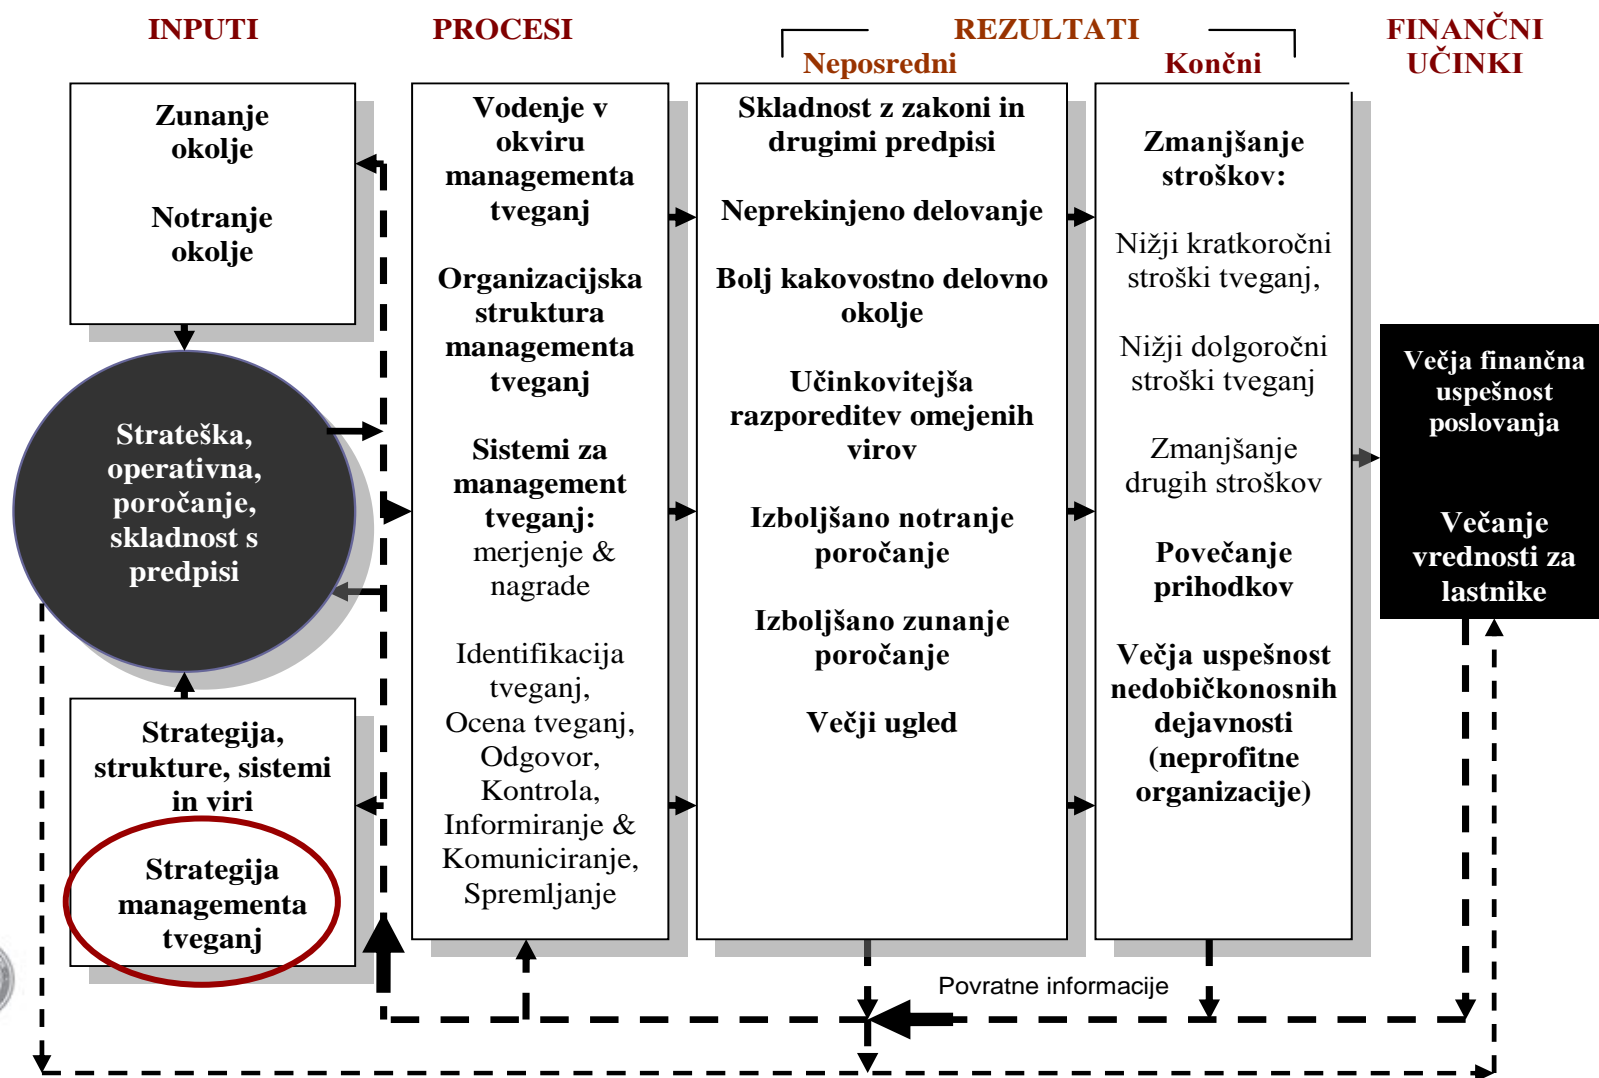 INPUTI
PROCESI
REZULTATI
Neposredni
Končni
FINANČNI
UČINKI
Zunanje
okolje
Notranje
okolje
Strateška,
operativna,
poročanje,
skladnost s
predpisi
Strategija,
strukture, sistemi
in viri
Strategija
managementa
tveganj
Vodenje v
okviru
managementa
tveganj
Organizacijska
struktura
managementa
tveganj
Sistemi za
management
tveganj:
merjenje &
nagrade
Identifikacija
tveganj,
Ocena tveganj,
Odgovor,
Kontrola,
Informiranje &
Komuniciranje,
Spremljanje
Skladnost z zakoni in
drugimi predpisi
Neprekinjeno delovanje
Bolj kakovostno delovno
okolje
Učinkovitejša
razporeditev omejenih
virov
Izboljšano notranje
poročanje
Izboljšano zunanje
poročanje
Večji ugled
Zmanjšanje
stroškov:
Nižji kratkoročni
stroški tveganj,
Nižji dolgoročni
stroški tveganj
Zmanjšanje
drugih stroškov
Povečanje
prihodkov
Večja uspešnost
nedobičkonosnih
dejavnosti
(neprofitne
organizacije)
Večja finančna
uspešnost
poslovanja
Večanje
vrednosti za
lastnike
Povratne informacije